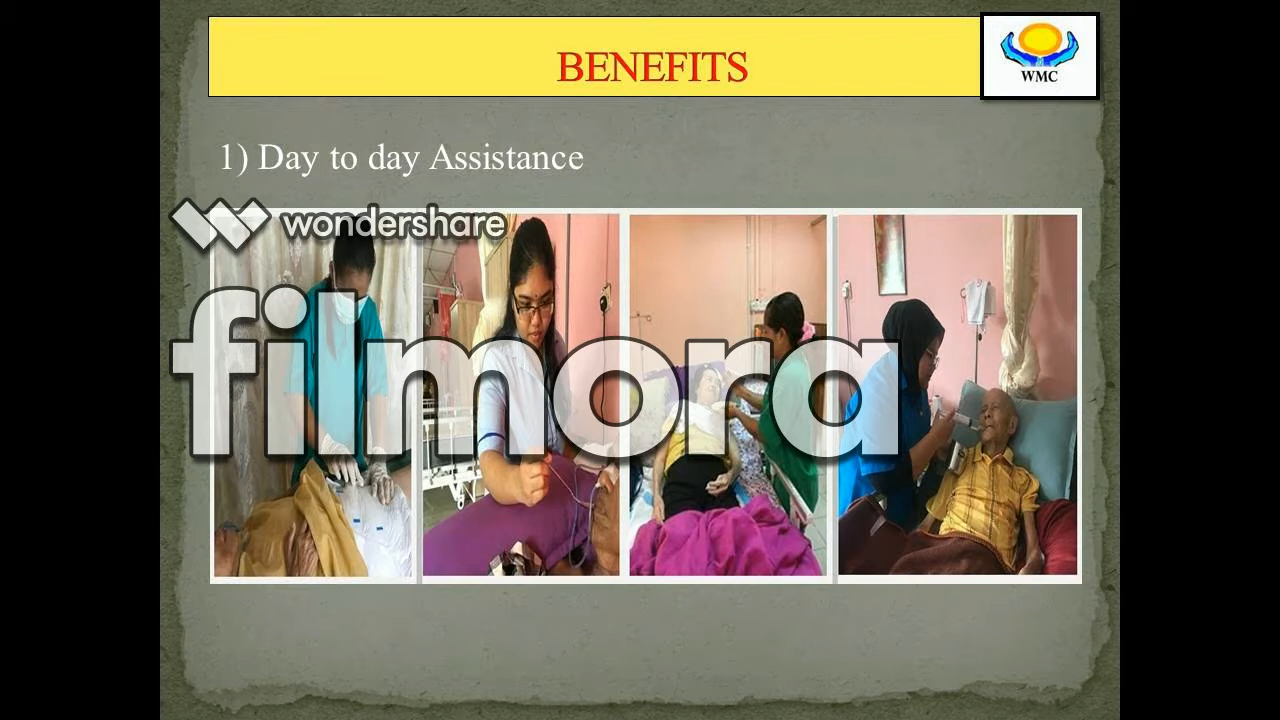 BENEFITS
WMC
1) Day to day Assistance
wondershare
filmora